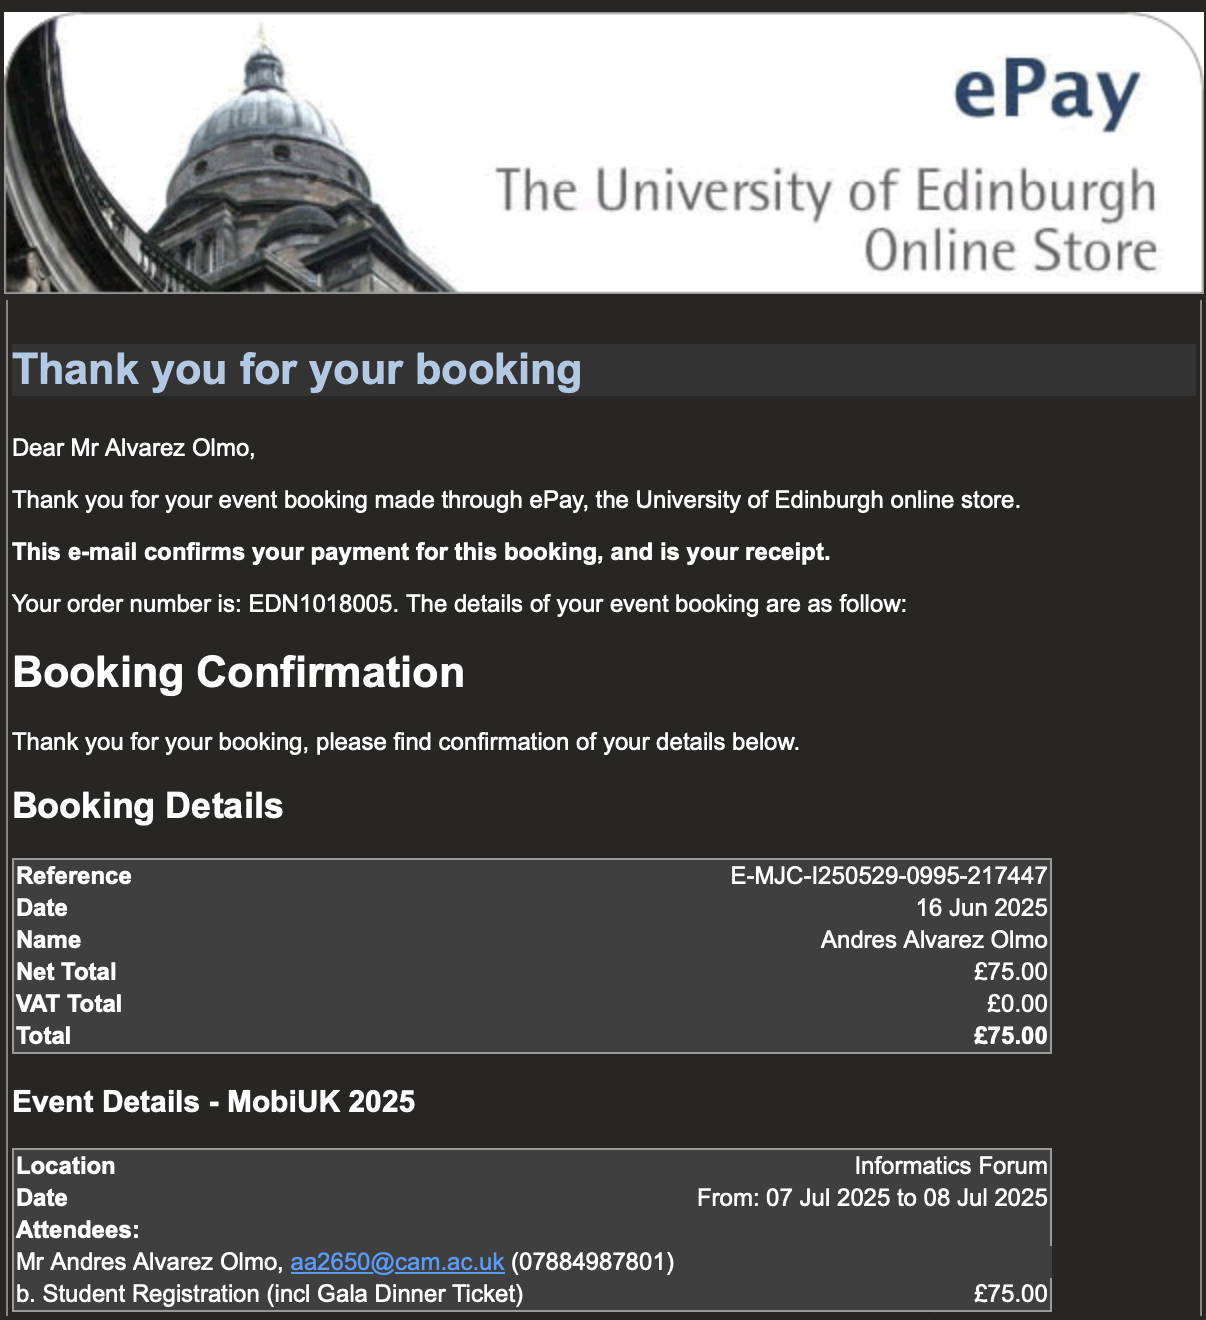 ePay
The University of Edinburgh
Online Store
Thank you for your booking
Dear Mr Alvarez Olmo,
Thank you for your event booking made through ePay, the University of Edinburgh online store.
This e-mail confirms your payment for this booking, and is your receipt.
Your order number is: EDN1018005. The details of your event booking are as follow:
Booking Confirmation
Thank you for your booking, please find confirmation of your details below.
Booking Details
Reference E-MJC-I250529-0995-217447
Date 16 Jun 2025
Name Andres Alvarez Olmo
Net Total £75.00
VAT Total £0.00
Total £75.00
Event Details - MobiUK 2025
Location Informatics Forum
Date From: 07 Jul 2025 to 08 Jul 2025
Attendees:
Mr Andres Alvarez Olmo, aa2650@cam.ac.uk (07884987801)
b. Student Registration (incl Gala Dinner Ticket) £75.00